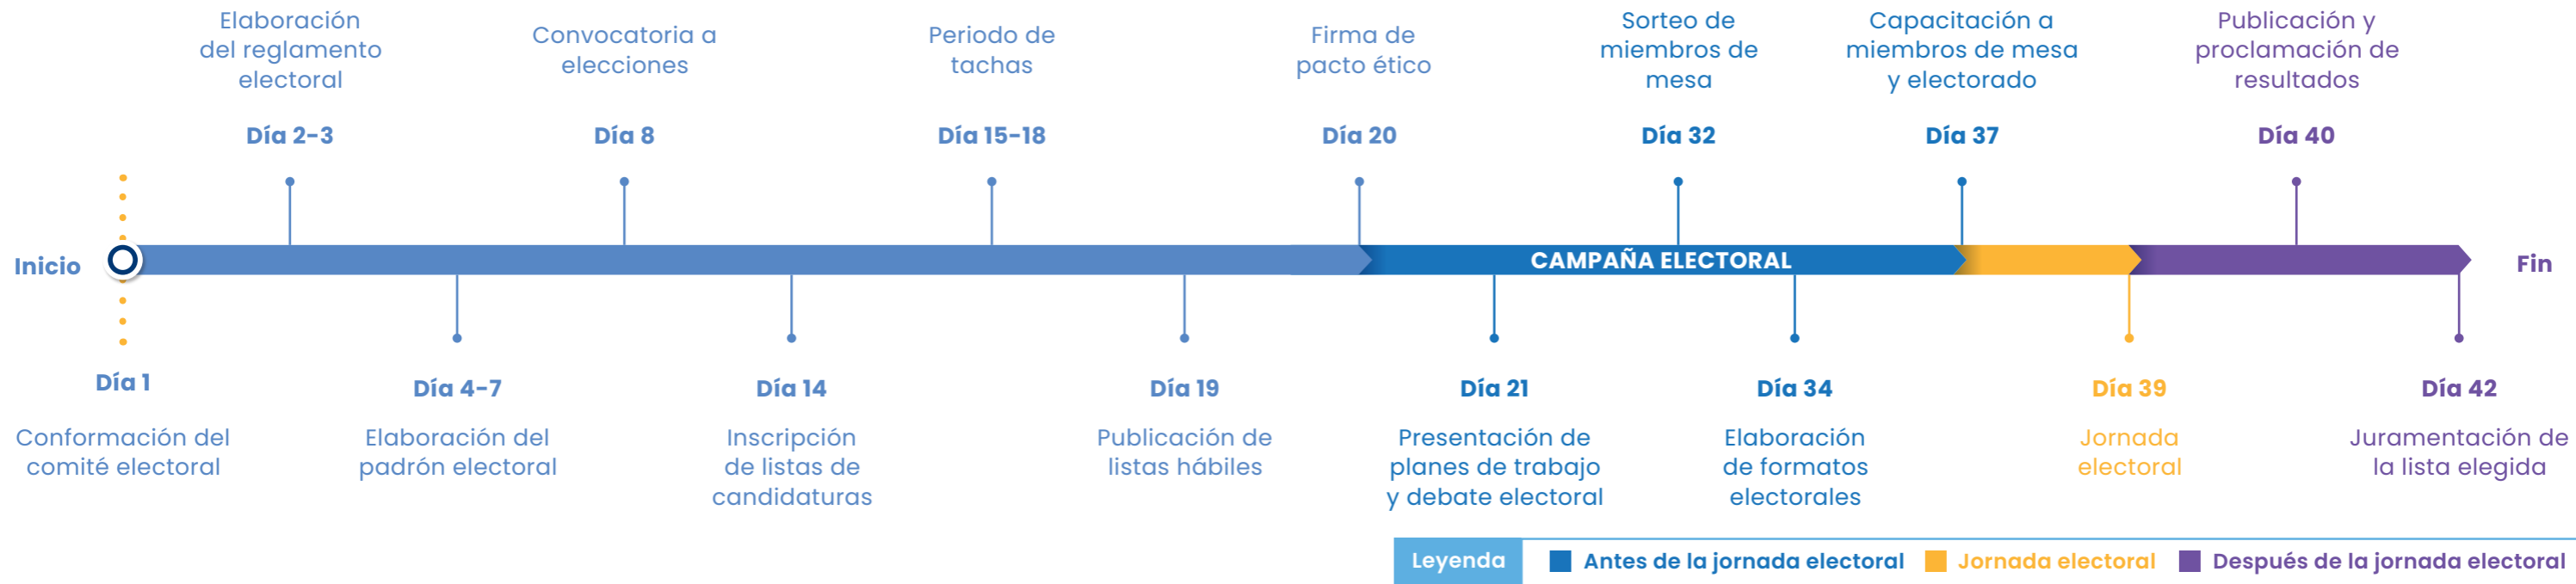 Elaboración
del reglamento
electoral
Día 2-3
Convocatoria a
elecciones
Día 8
Periodo de
tachas
Día 15-18
Firma de
pacto ético
Día 20
Sorteo de
miembros de
mesa
Día 32
Capacitación a
miembros de mesa
y electorado
Día 37
Publicación y
proclamación de
resultados
Día 40
Inicio
CAMPAÑA ELECTORAL
Fin
Día 1
Conformación del
comité electoral
Día 4-7
Elaboración del
padrón electoral
Día 14
Inscripción
de listas de
candidaturas
Día 19
Publicación de
listas hábiles
Día 21
Presentación de
planes de trabajo
y debate electoral
Día 34
Elaboración
de formatos
electorales
Día 39
Jornada
electoral
Día 42
Juramentación de
la lista elegida
Leyenda
Antes de la jornada electoral
Jornada electoral
Después de la jornada electoral